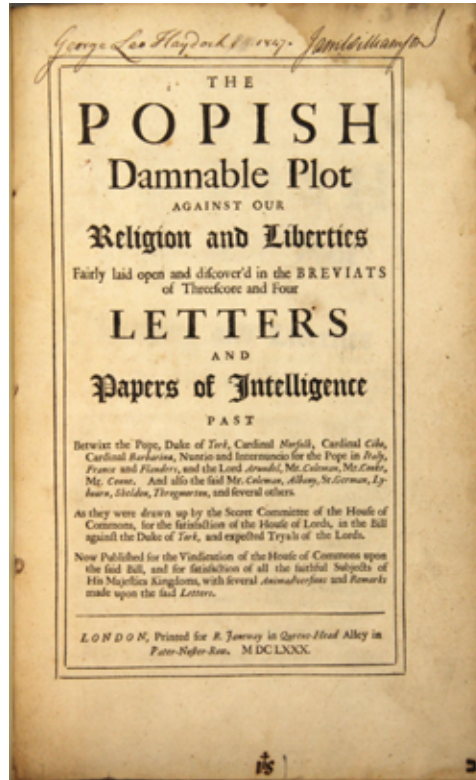 George Leo Haydock 1847. Jam Williamson
THE
POPISH
Damnable Plot
AGAINST OUR
Religion and Liberties
Fairly laid open and diſcover'd in the BREVIATS
of Threeſcore and Four
LETTERS
AND
Papers of Intelligence
PAST
Betwixt the Pope, Duke of York, Cardinal Norfolk, Cardinal Cibo,
Cardinal Barbarina, Nuntio and Internuncio for the Pope in Italy,
France and Flanders, and the Lord Arundel, Mr. Coleman, Mr. Cooke,
Mr. Conne. And alſo the ſaid Mr. Coleman, Albany, St. German, Ly-
bourn, Sheldon, Throgmorton, and ſeveral others.
As they were drawn up by the Secret Committee of the Houſe of
Commons, for the ſatisfaction of the Houſe of Lords, in the Bill
againſt the Duke of York, and expected Tryals of the Lords.
Now Publiſhed for the Vindication of the Houſe of Commons upon
the ſaid Bill, and for ſatisfaction of all the faithful Subjects of
His Majeſties Kingdoms, with ſeveral Animadverſions and Remarks
made upon the ſaid Letters.
LONDON, Printed for R. Janeway in Queens-Head Alley in
Pater-Noſter-Row. MDCLXXX.